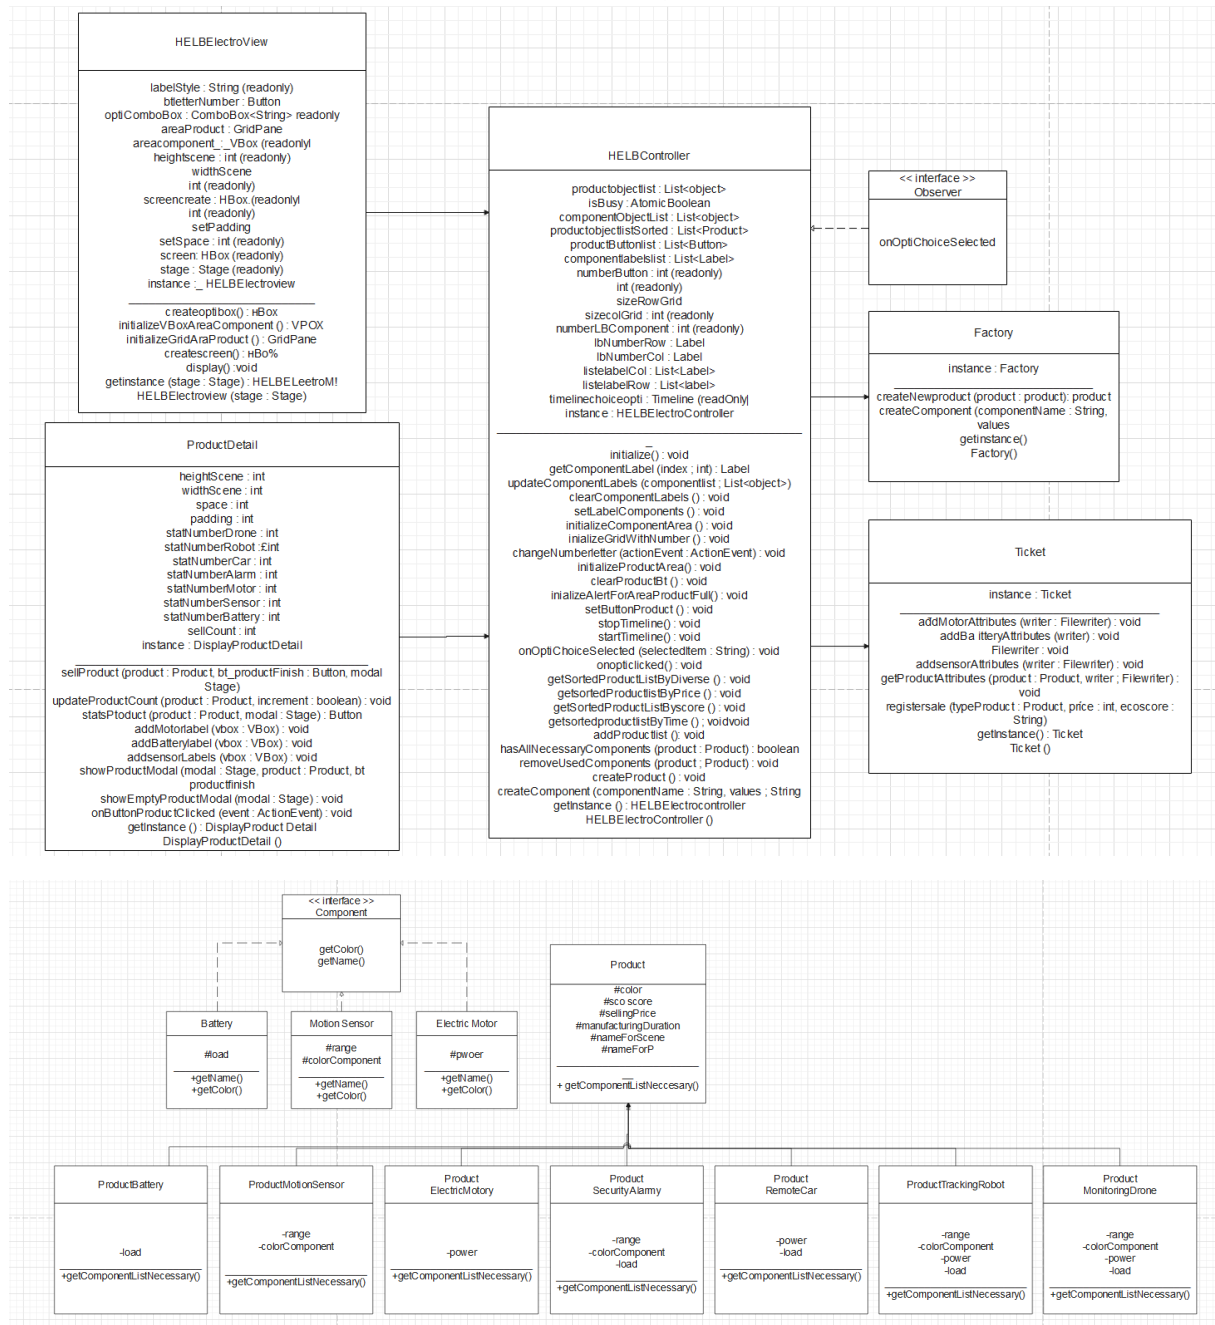 HELBElectroView
labelStyle : String (readonly)
btletterNumber : Button
optiComboBox : ComboBox<String> readonly
areaProduct : GridPane
areacomponent_:_VBox (readonlyl
heightscene : int (readonly)
widthScene
int (readonly)
screencreate : HBox.(readonlyl
int (readonly)
setPadding
setSpace : int (readonly)
screen: HBox (readonly)
stage : Stage (readonly)
instance :_ HELBElectroview
createoptibox() : нBox
initializeVBoxAreaComponent () : VPOX
initializeGridAraProduct () : GridPane
createscreen() : нBo%
display() :void
getinstance (stage : Stage) : HELBELeetroM!
HELBElectroview (stage : Stage)
ProductDetail
heightScene : int
widthScene : int
space : int
padding : int
statNumberDrone : int
statNumberRobot :£int
statNumberCar : int
statNumberAlarm : int
statNumberMotor : int
statNumberSensor : int
statNumberBattery : int
sellCount : int
instance : DisplayProductDetail
sellProduct (product : Product, bt_productFinish : Button, modal
Stage)
updateProductCount (product : Product, increment : boolean) : void
statsPtoduct (product : Product, modal : Stage) : Button
addMotorlabel (vbox : VBox) : void
addBatterylabel (vbox : VBox) : void
addsensorLabels (vbox : VBox) : void
showProductModal (modal : Stage, product : Product, bt
productfinish
showEmptyProductModal (modal : Stage) : void
onButtonProductClicked (event : ActionEvent) : void
getInstance () : DisplayProduct Detail
DisplayProductDetail ()
HELBController
productobjectlist : List<object>
isBusy : AtomicBoolean
componentObjectList : List<object>
productobjectlistSorted : List<Product>
productButtonlist : List<Button>
componentlabelslist : List<Label>
numberButton : int (readonly)
int (readonly)
sizeRowGrid
sizecolGrid : int (readonly
numberLBComponent : int (readonly)
lbNumberRow : Label
lbNumberCol : Label
listelabelCol : List<Label>
listelabelRow : List<label>
timelinechoiceopti : Timeline (readOnly|
instance : HELBElectroController
_
initialize() : void
getComponentLabel (index ; int) : Label
updateComponentLabels (componentlist ; List<object>)
clearComponentLabels () : void
setLabelComponents () : void
initializeComponentArea () : void
inializeGridWithNumber () : void
changeNumberletter (actionEvent : ActionEvent) : void
initializeProductArea() : void
clearProductBt () : void
inializeAlertForAreaProductFull() : void
setButtonProduct () : void
stopTimeline() : void
startTimeline() : void
onOptiChoiceSelected (selectedItem : String) : void
onopticlicked() : void
getSortedProductListByDiverse () : void
getsortedproductlistByPrice () : void
getSortedProductListByscore () : void
getsortedproductlistByTime () ; voidvoid
addProductlist (): void
hasAllNecessaryComponents (product : Product) : boolean
removeUsedComponents (product ; Product) : void
createProduct () : void
createComponent (componentName : String, values ; String
getInstance () : HELBElectrocontroller
HELBElectroController ()
<< interface >>
Observer
onOptiChoiceSelected
Factory
instance : Factory
createNewproduct (product : product): product
createComponent (componentName : String,
values
getinstance()
Factory()
Ticket
instance : Ticket
addMotorAttributes (writer : Filewriter) : void
addBa itteryAttributes (writer) : void
Filewriter : void
addsensorAttributes (writer : Filewriter) : void
getProductAttributes (product : Product, writer ; Filewriter) :
void
registersale (typeProduct : Product, price : int, ecoscore :
String)
getInstance() : Ticket
Ticket ()
<< interface >>
Component
getColor()
getName()
Battery
#load
+getName()
+getColor()
Motion Sensor
#range
#colorComponent
+getName()
+getColor()
Electric Motor
#pwoer
+getName()
+getColor()
Product
#color
#sco score
#sellingPrice
#manufacturingDuration
#nameForScene
#nameForP
_
+ getComponentListNeccesary()
ProductBattery
-load
+getComponentListNecessary()
ProductMotionSensor
-range
-colorComponent
+getComponentListNecessary()
Product
ElectricMotory
-power
+getComponentListNecessary()
Product
SecurityAlarmy
-range
-colorComponent
-load
+getComponentListNecessary()
Product
RemoteCar
-power
-load
+getComponentListNecessary()
ProductTrackingRobot
-range
-colorComponent
-power
-load
+getComponentListNecessary()
Product
MonitoringDrone
-range
-colorComponent
-power
-load
+getComponentListNecessary()